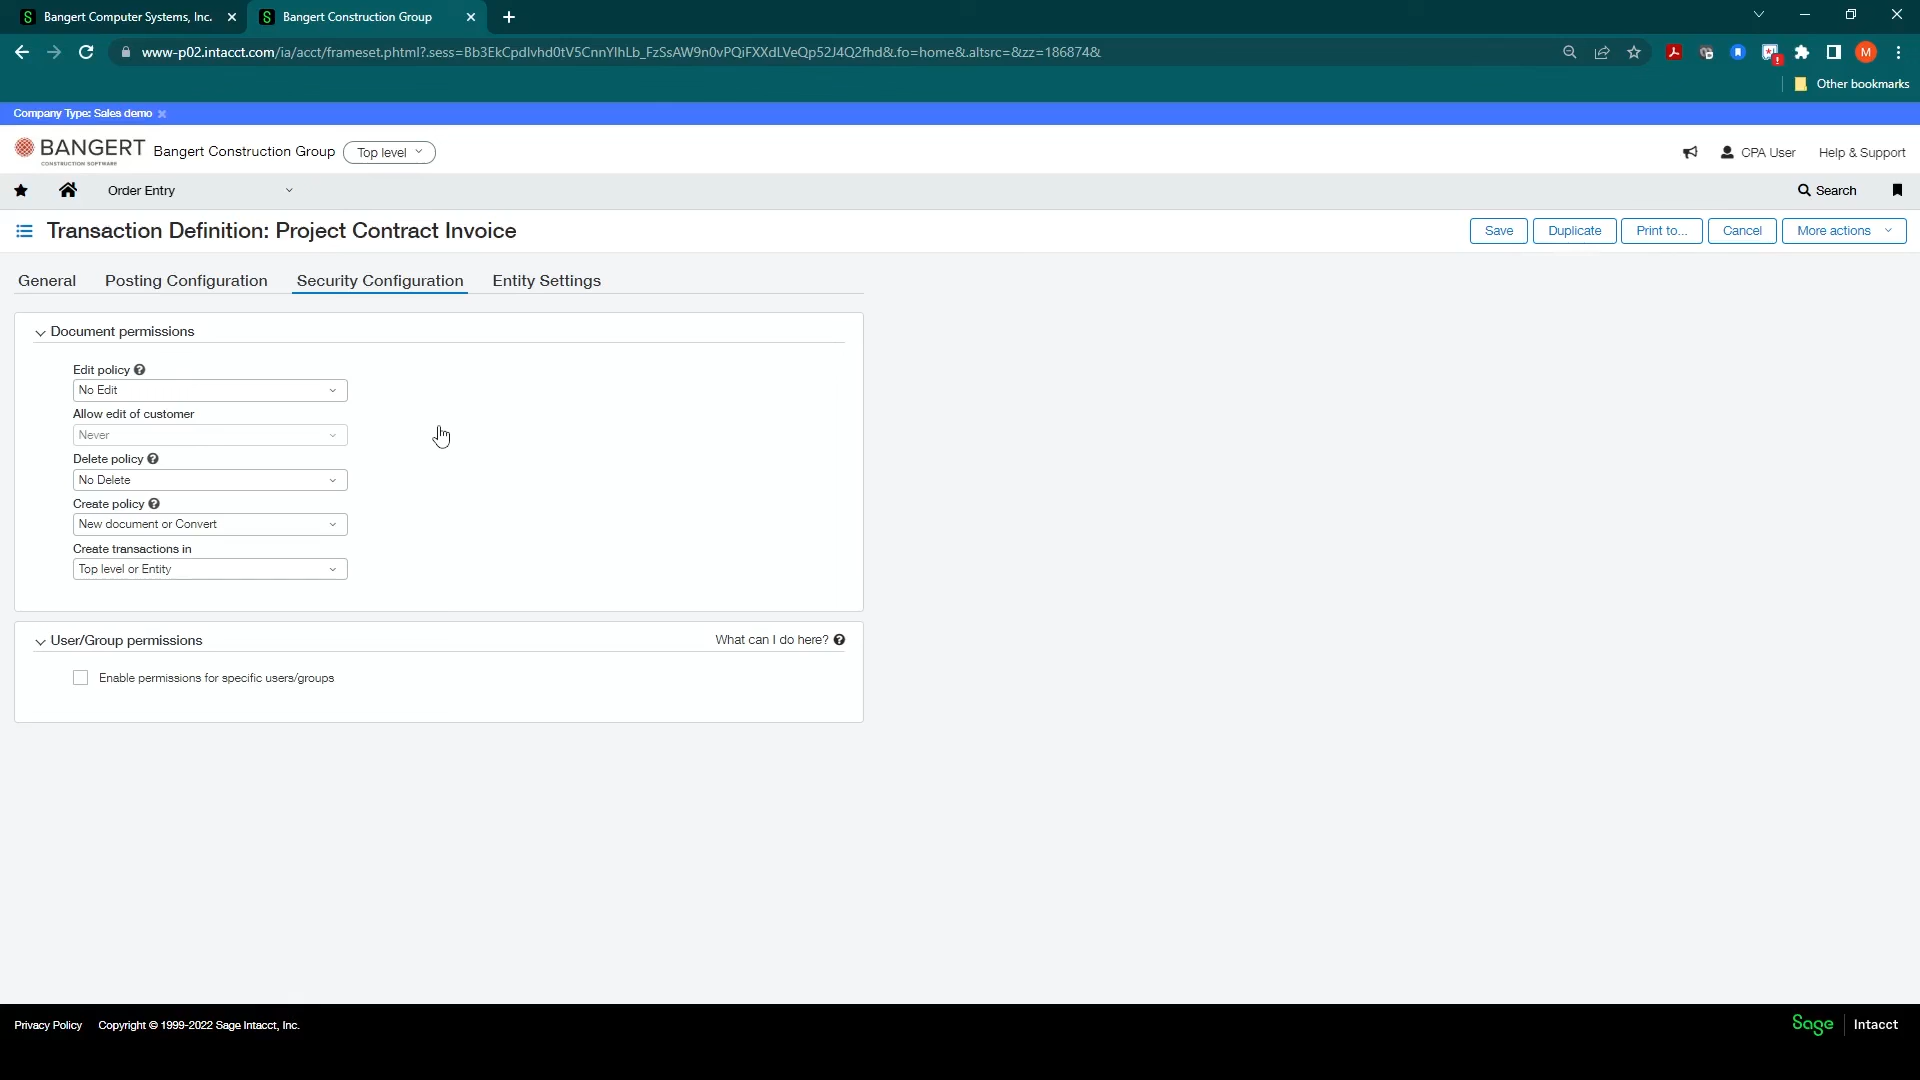 Bangert Computer Systems, Inc.
Bangert Construction Group
www-p02.intacct.com/ia/acct/frameset.phtml?.sess=Bb3EkCpdlvhd0tV5CnnYlhLb_FzSsAW9n0vPQiFXXdLVeQp52J4Q2fhd&.fo=home&.altsrc=&zz=186874&
M
Other bookmarks
Company Type: Sales demo
BANGERT
CONSTRUCTION SOFTWARE
Bangert Construction Group
Top level
CPA User
Help & Support
Order Entry
Search
Transaction Definition: Project Contract Invoice
Save
Duplicate
Print to...
Cancel
More actions
General
Posting Configuration
Security Configuration
Entity Settings
Document permissions
Edit policy
No Edit
Allow edit of customer
Never
Delete policy
No Delete
Create policy
New document or Convert
Create transactions in
Top level or Entity
User/Group permissions
What can I do here?
Enable permissions for specific users/groups
Privacy Policy
Copyright © 1999-2022 Sage Intacct, Inc.
Sage
Intacct